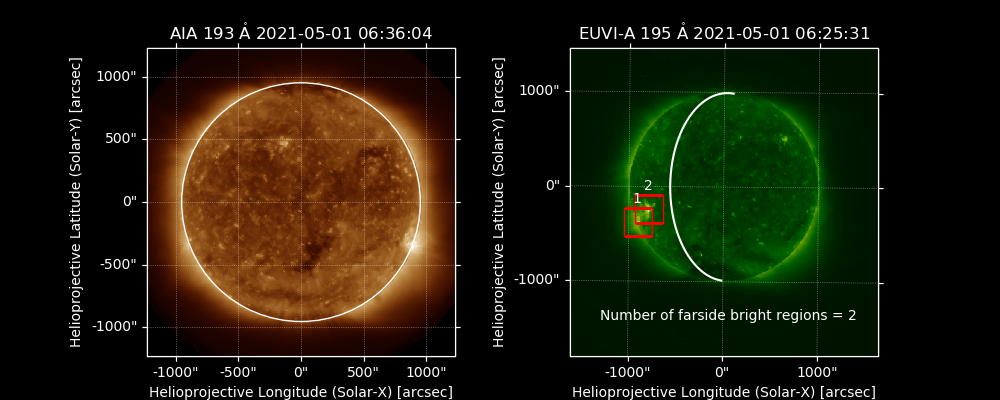 AIA 193 Å 2021-05-01 06:36:04
Helioprojective Latitude (Solar-Y) [arcsec]
1000"
500"
0"
-500"
-1000"
-1000" -500" 0" 500" 1000"
Helioprojective Longitude (Solar-X) [arcsec]
EUVI-A 195 Å 2021-05-01 06:25:31
Helioprojective Latitude (Solar-Y) [arcsec]
1000"
0"
-1000"
2
1
Number of farside bright regions = 2
-1000" 0" 1000"
Helioprojective Longitude (Solar-X) [arcsec]